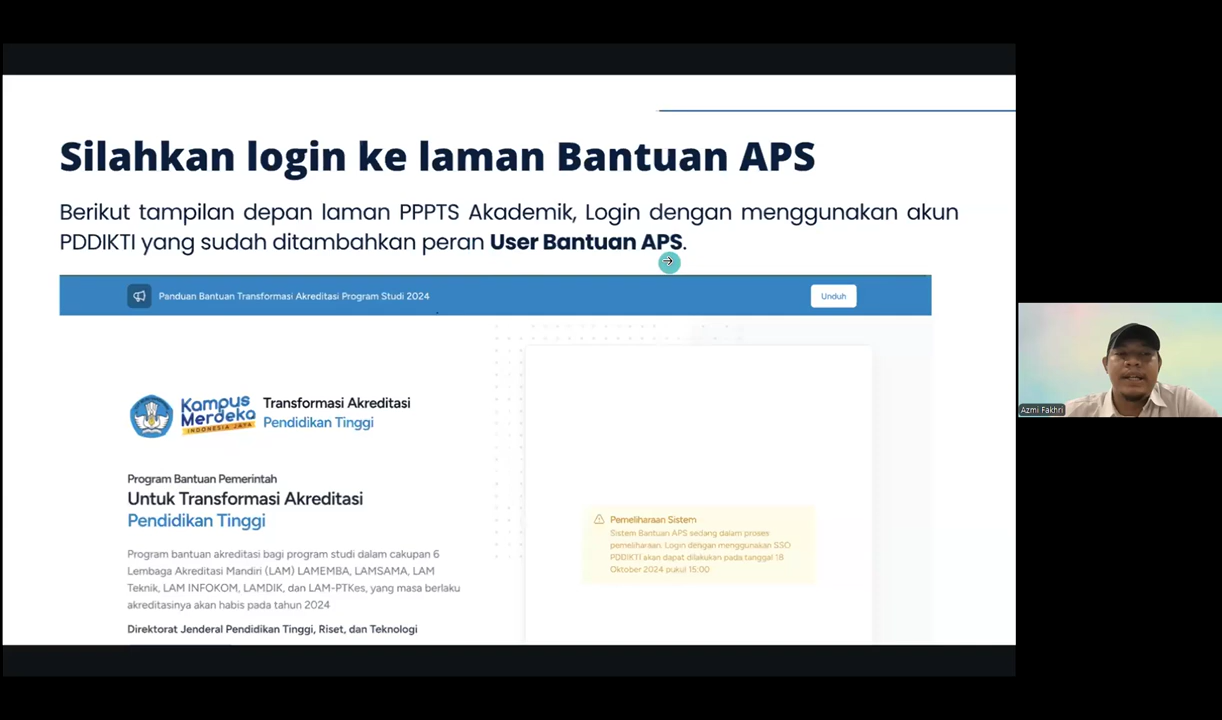 Silahkan login ke laman Bantuan APS
Berikut tampilan depan laman PPPTS Akademik, Login dengan menggunakan akun
PDDIKTI yang sudah ditambahkan peran User Bantuan APS.
Panduan Bantuan Transformasi Akreditasi Program Studi 2024
Unduh
Kampus
Merdeka
INDONESIA JAYA
Transformasi Akreditasi
Pendidikan Tinggi
Program Bantuan Pemerintah
Untuk Transformasi Akreditasi
Pendidikan Tinggi
Program bantuan akreditasi bagi program studi dalam cakupan 6
Lembaga Akreditasi Mandiri (LAM) LAMEMBA, LAMSAMA, LAM
Teknik, LAM INFOKOM, LAMDIK, dan LAM-PTKes, yang masa berlaku
akreditasinya akan habis pada tahun 2024
Direktorat Jenderal Pendidikan Tinggi, Riset, dan Teknologi
Pemeliharaan Sistem
Sistem Bantuan APS sedang dalam proses
pemeliharaan. Login dengan menggunakan SSO
PDDIKTI akan dapat dilakukan pada tanggal 18
Oktober 2024 pukul 15:00
Azmi Fakhri